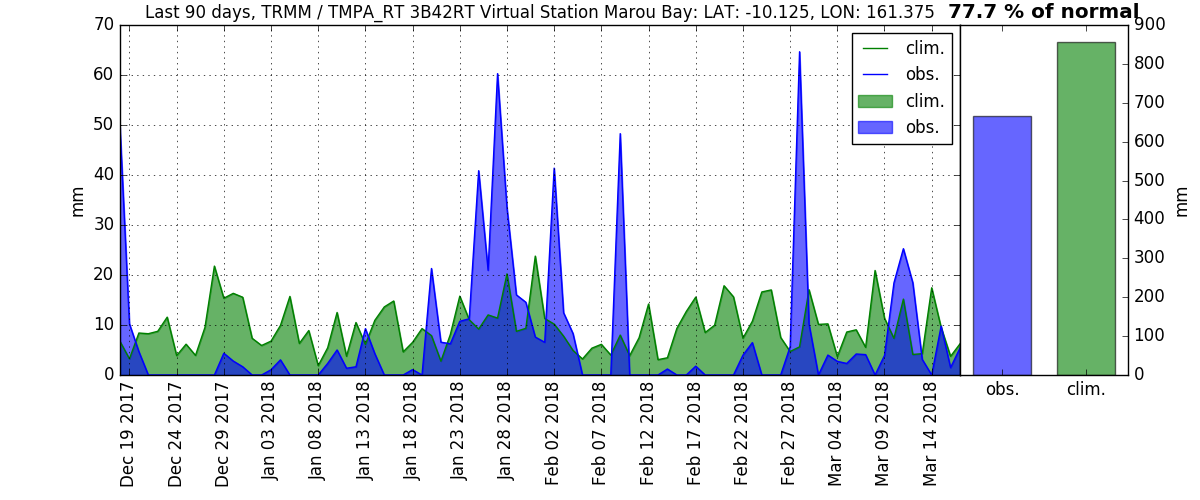 Last 90 days, TRMM / TMPA_RT 3B42RT Virtual Station Marou Bay: LAT: -10.125, LON: 161.375 77.7 % of normal
70
60
50
40
30
20
10
0
mm
clim.
obs.
clim.
obs.
Dec 19 2017
Dec 24 2017
Dec 29 2017
Jan 03 2018
Jan 08 2018
Jan 13 2018
Jan 18 2018
Jan 23 2018
Jan 28 2018
Feb 02 2018
Feb 07 2018
Feb 12 2018
Feb 17 2018
Feb 22 2018
Feb 27 2018
Mar 04 2018
Mar 09 2018
Mar 14 2018
900
800
700
600
500
400
300
200
100
0
mm
obs.
clim.